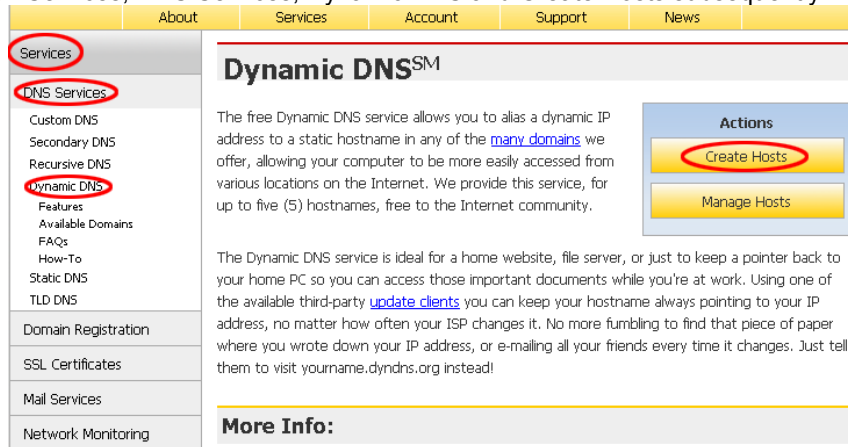 About Services Account Support News
Services
DNS Services
Custom DNS
Secondary DNS
Recursive DNS
Dynamic DNS
Features
Available Domains
FAQs
How-To
Static DNS
TLD DNS
Domain Registration
SSL Certificates
Mail Services
Network Monitoring
Dynamic DNSSM
The free Dynamic DNS service allows you to alias a dynamic IP
address to a static hostname in any of the many domains we
offer, allowing your computer to be more easily accessed from
various locations on the Internet. We provide this service, for
up to five (5) hostnames, free to the Internet community.
Actions
Create Hosts
Manage Hosts
The Dynamic DNS service is ideal for a home website, file server, or just to keep a pointer back to
your home PC so you can access those important documents while you're at work. Using one of
the available third-party update clients you can keep your hostname always pointing to your IP
address, no matter how often your ISP changes it. No more fumbling to find that piece of paper
where you wrote down your IP address, or e-mailing all your friends every time it changes. Just tell
them to visit yourname.dyndns.org instead!
More Info: